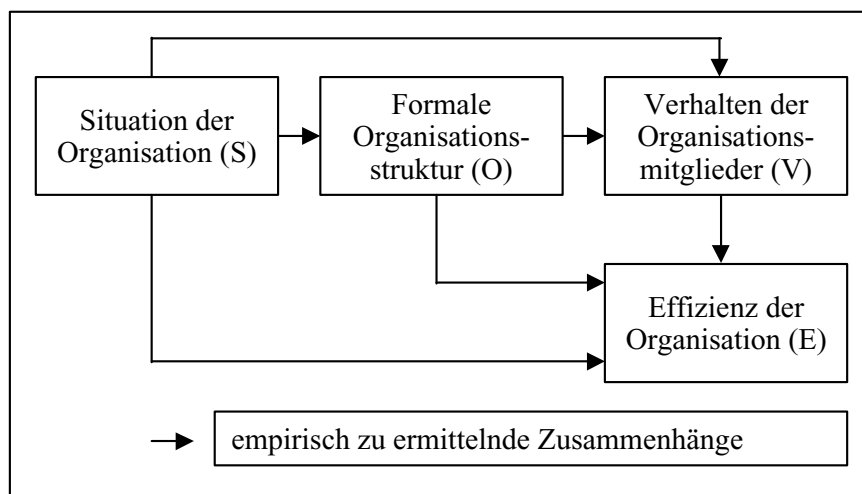 Situation der
Organisation (S)
Formale
Organisations-
struktur (O)
Verhalten der
Organisations-
mitglieder (V)
Effizienz der
Organisation (E)
empirisch zu ermittelnde Zusammenhänge